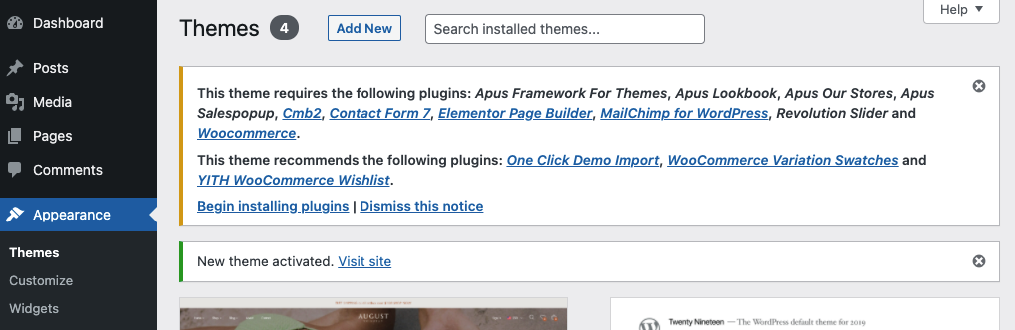 Dashboard
Posts
Media
Pages
Comments
Appearance
Themes
Customize
Widgets
Help
Themes 4 Add New Search installed themes...
This theme requires the following plugins: Apus Framework For Themes, Apus Lookbook, Apus Our Stores, Apus
Salespopup, Cmb2, Contact Form 7, Elementor Page Builder, MailChimp for WordPress, Revolution Slider and
Woocommerce.
This theme recommends the following plugins: One Click Demo Import, WooCommerce Variation Swatches and
YITH WooCommerce Wishlist.
Begin installing plugins | Dismiss this notice
New theme activated. Visit site
AUGUST
Twenty Nineteen — The WordPress default theme for 2019